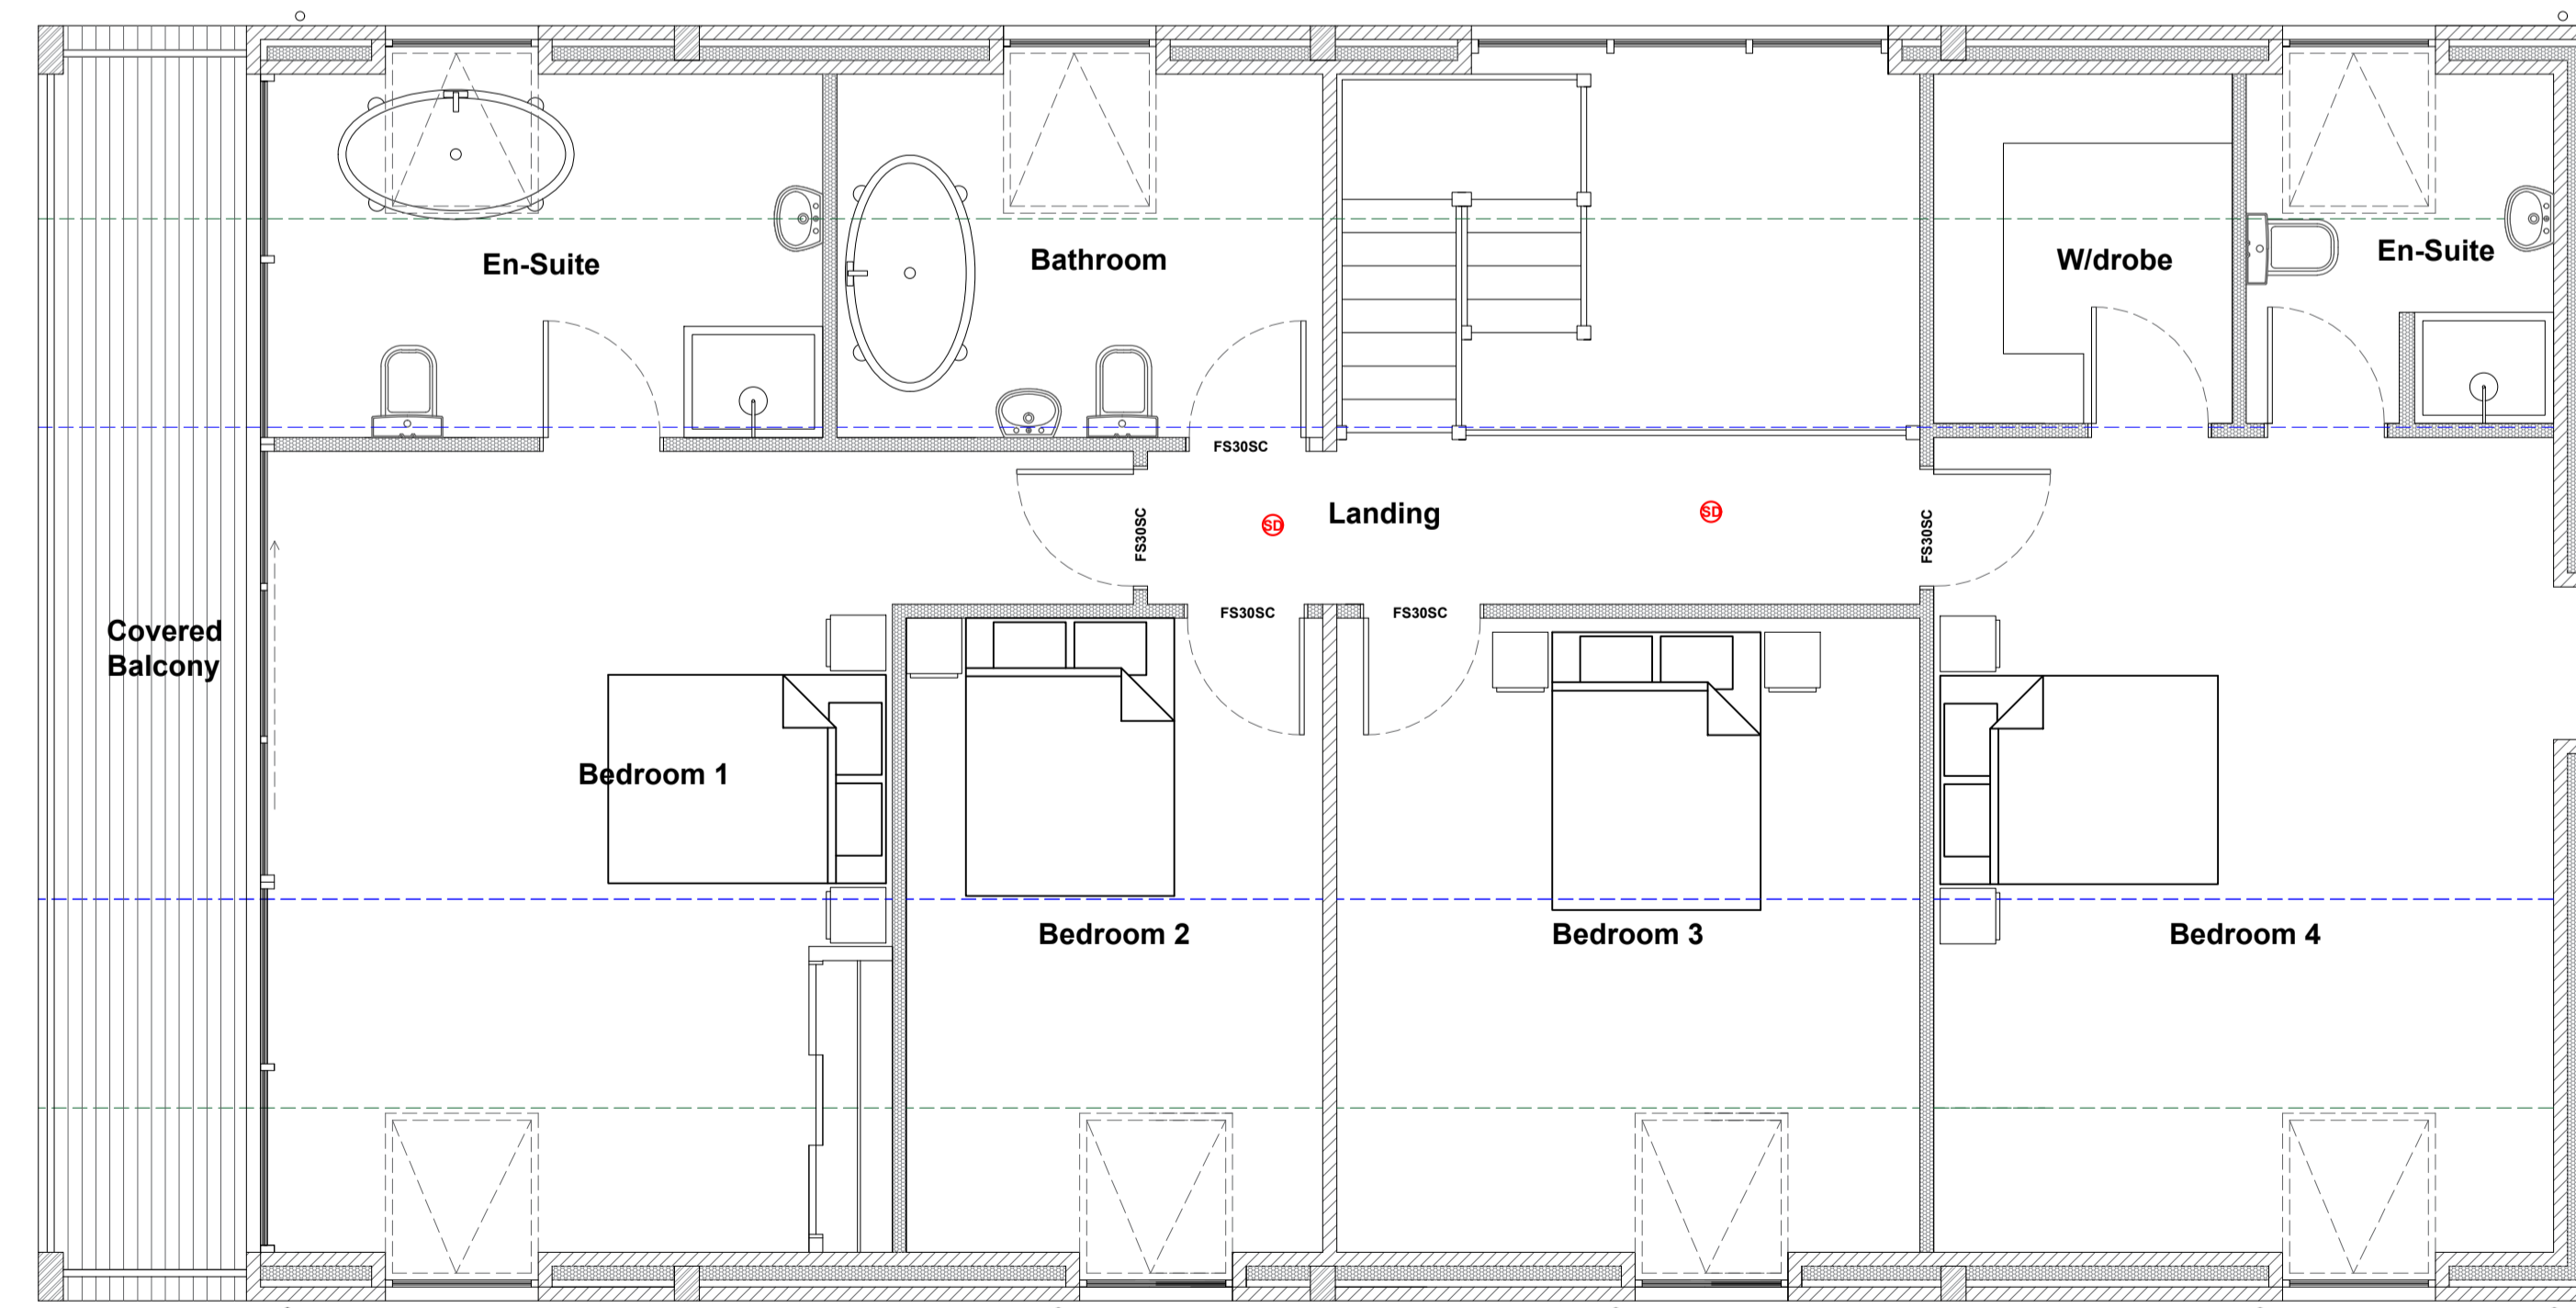 En-Suite
Bathroom
W/drobe
En-Suite
FS30SC
Landing
SD
SD
FS30SC
FS30SC
FS30SC
FS30SC
Covered
Balcony
Bedroom 1
Bedroom 2
Bedroom 3
Bedroom 4